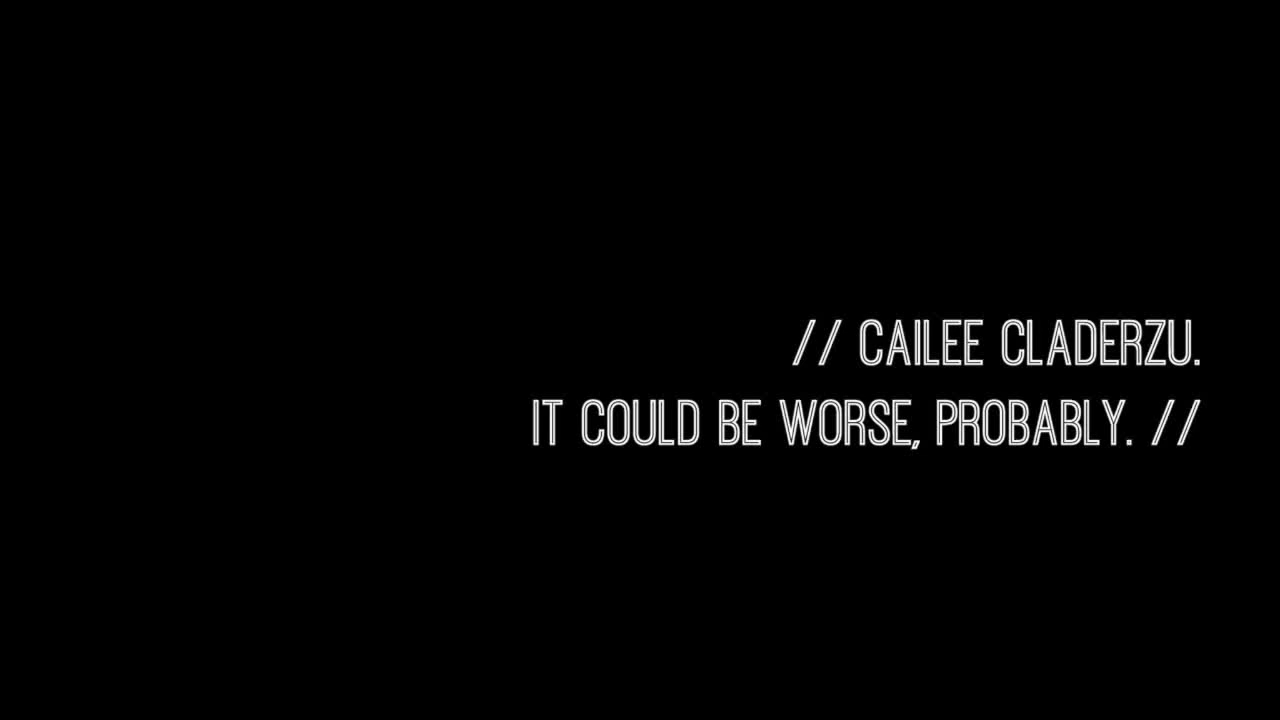 // CAILEE CLADERZU.
IT COULD BE WORSE, PROBABLY. //